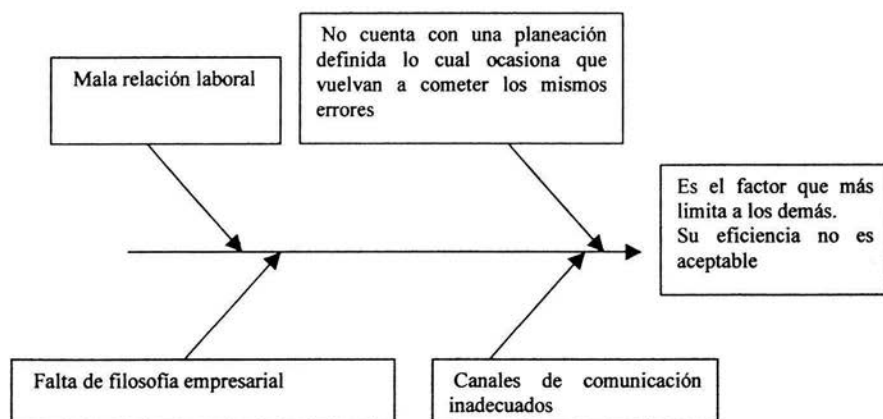 Mala relación laboral
No cuenta con una planeación
definida lo cual ocasiona que
vuelvan a cometer los mismos
errores
Es el factor que más
limita a los demás.
Su eficiencia no es
aceptable
Falta de filosofía empresarial
Canales de comunicación
inadecuados